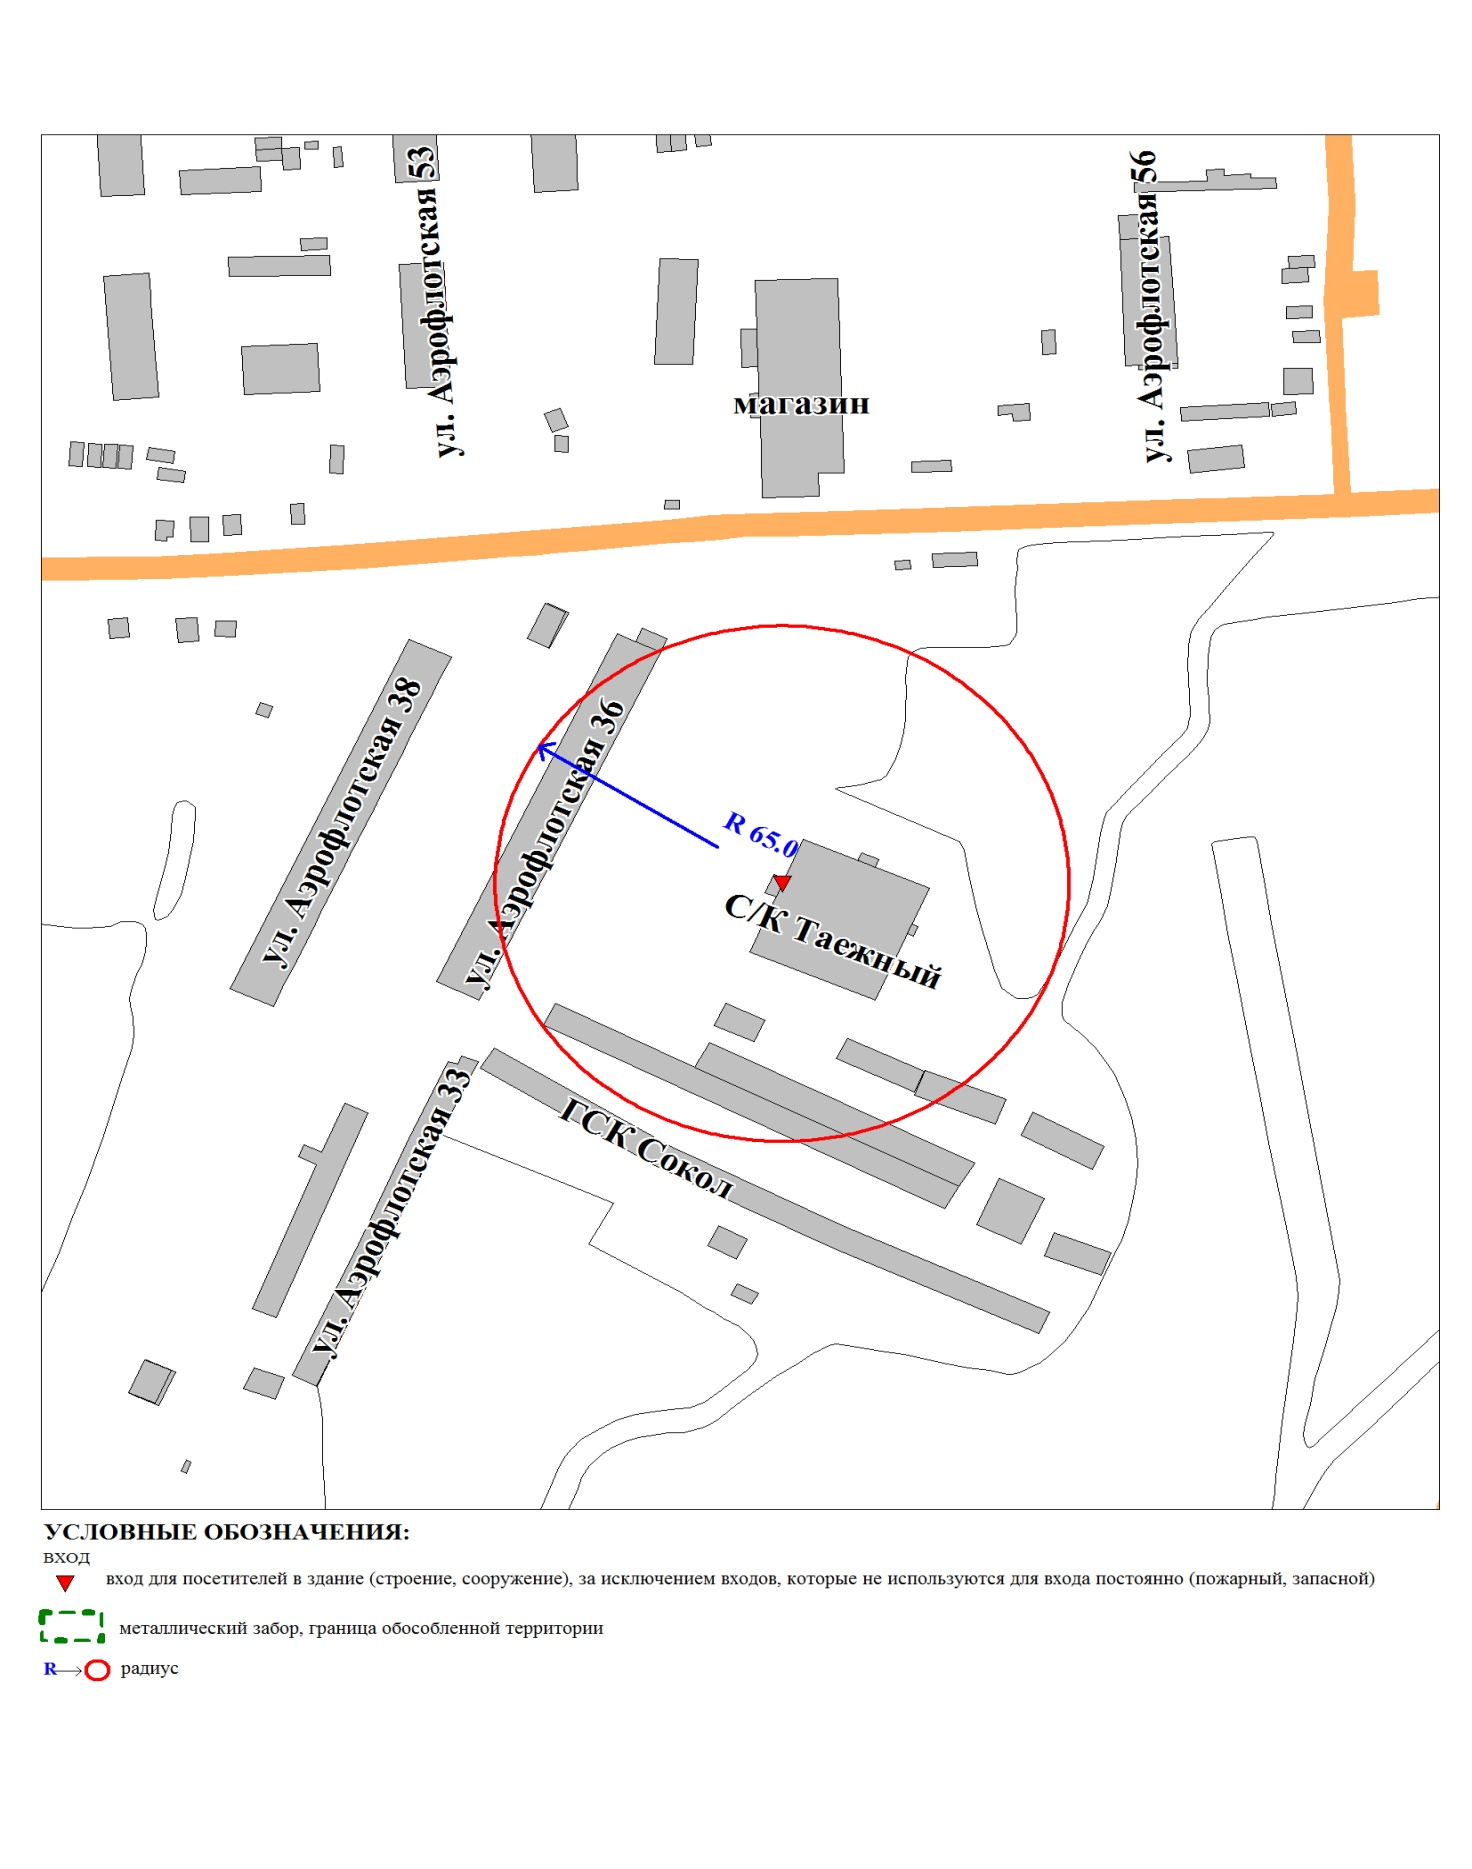 ул. Аэрофлотская 53
ул. Аэрофлотская 56
магазин
ул. Аэрофлотская 38
ул. Аэрофлотская 36
R 65.0
С/К Таежный
ул. Аэрофлотская 33
ГСК Сокол
УСЛОВНЫЕ ОБОЗНАЧЕНИЯ:
ВХОД
вход для посетителей в здание (строение, сооружение), за исключением входов, которые не используются для входа постоянно (пожарный, запасной)
металлический забор, граница обособленной территории
R радиус